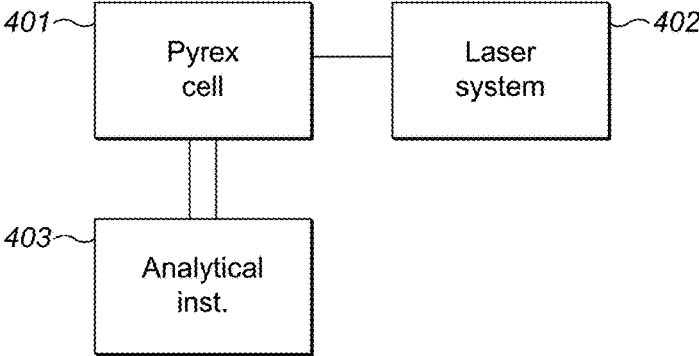 401
Pyrex
cell
Laser
system
402
403
Analytical
inst.